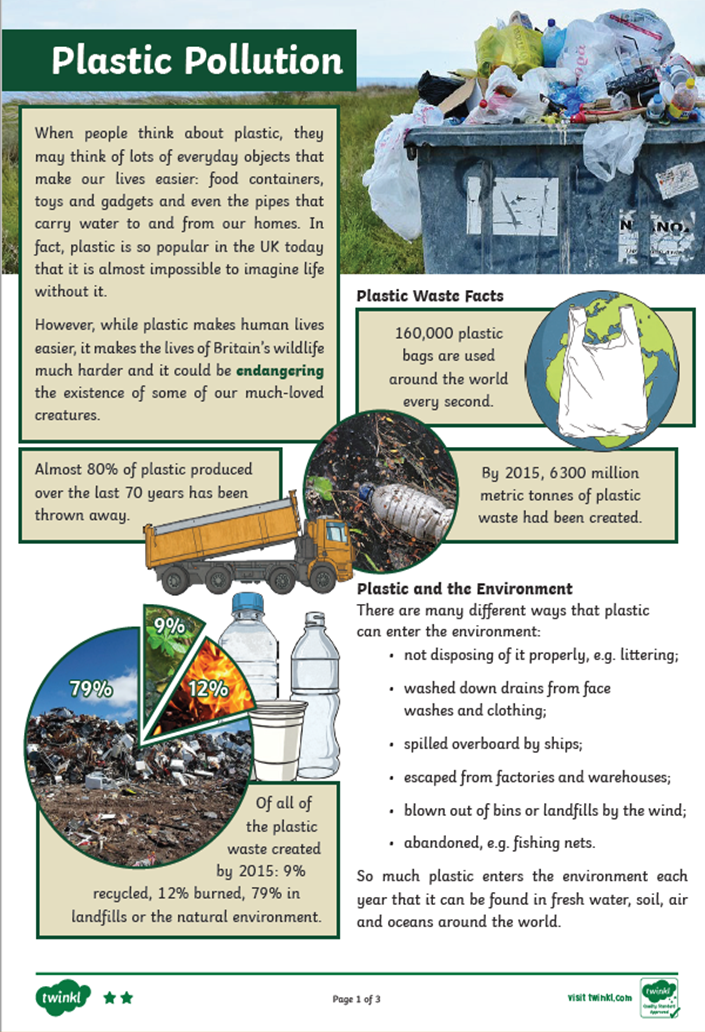 Plastic Pollution
When people think about plastic, they
may think of lots of everyday objects that
make our lives easier: food containers,
toys and gadgets and even the pipes that
carry water to and from our homes. In
fact, plastic is so popular in the UK today
that it is almost impossible to imagine life
without it.
However, while plastic makes human lives
easier, it makes the lives of Britain's wildlife
much harder and it could be endangering
the existence of some of our much-loved
creatures.
Plastic Waste Facts
160,000 plastic
bags are used
around the world
every second.
Almost 80% of plastic produced
over the last 70 years has been
thrown away.
By 2015, 6300 million
metric tonnes of plastic
waste had been created.
9%
12%
79%
Of all of
the plastic
waste created
by 2015: 9%
recycled, 12% burned, 79% in
landfills or the natural environment.
Plastic and the Environment
There are many different ways that plastic
can enter the environment:
• not disposing of it properly, e.g. littering;
• washed down drains from face
washes and clothing;
• spilled overboard by ships;
• escaped from factories and warehouses;
• blown out of bins or landfills by the wind;
• abandoned, e.g. fishing nets.
So much plastic enters the environment each
year that it can be found in fresh water, soil, air
and oceans around the world.
twinkl
Page 1 of 3
visit twinkl.com
twinkl
Quality Standard
Approved